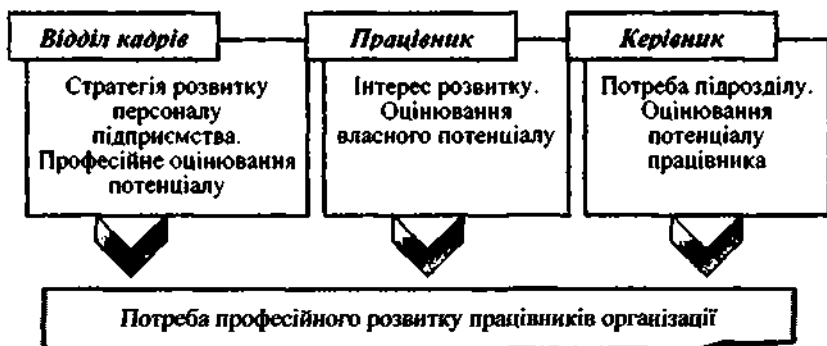 Відділ кадрів
Стратегія розвитку
персоналу
підприємства.
Професійне оцінювання
потенціалу
Працівник
Інтерес розвитку.
Оцінювання
власного потенціалу
Керівник
Потреба підрозділу.
Оцінювання
потенціалу
працівника
Потреба професійного розвитку працівників організації